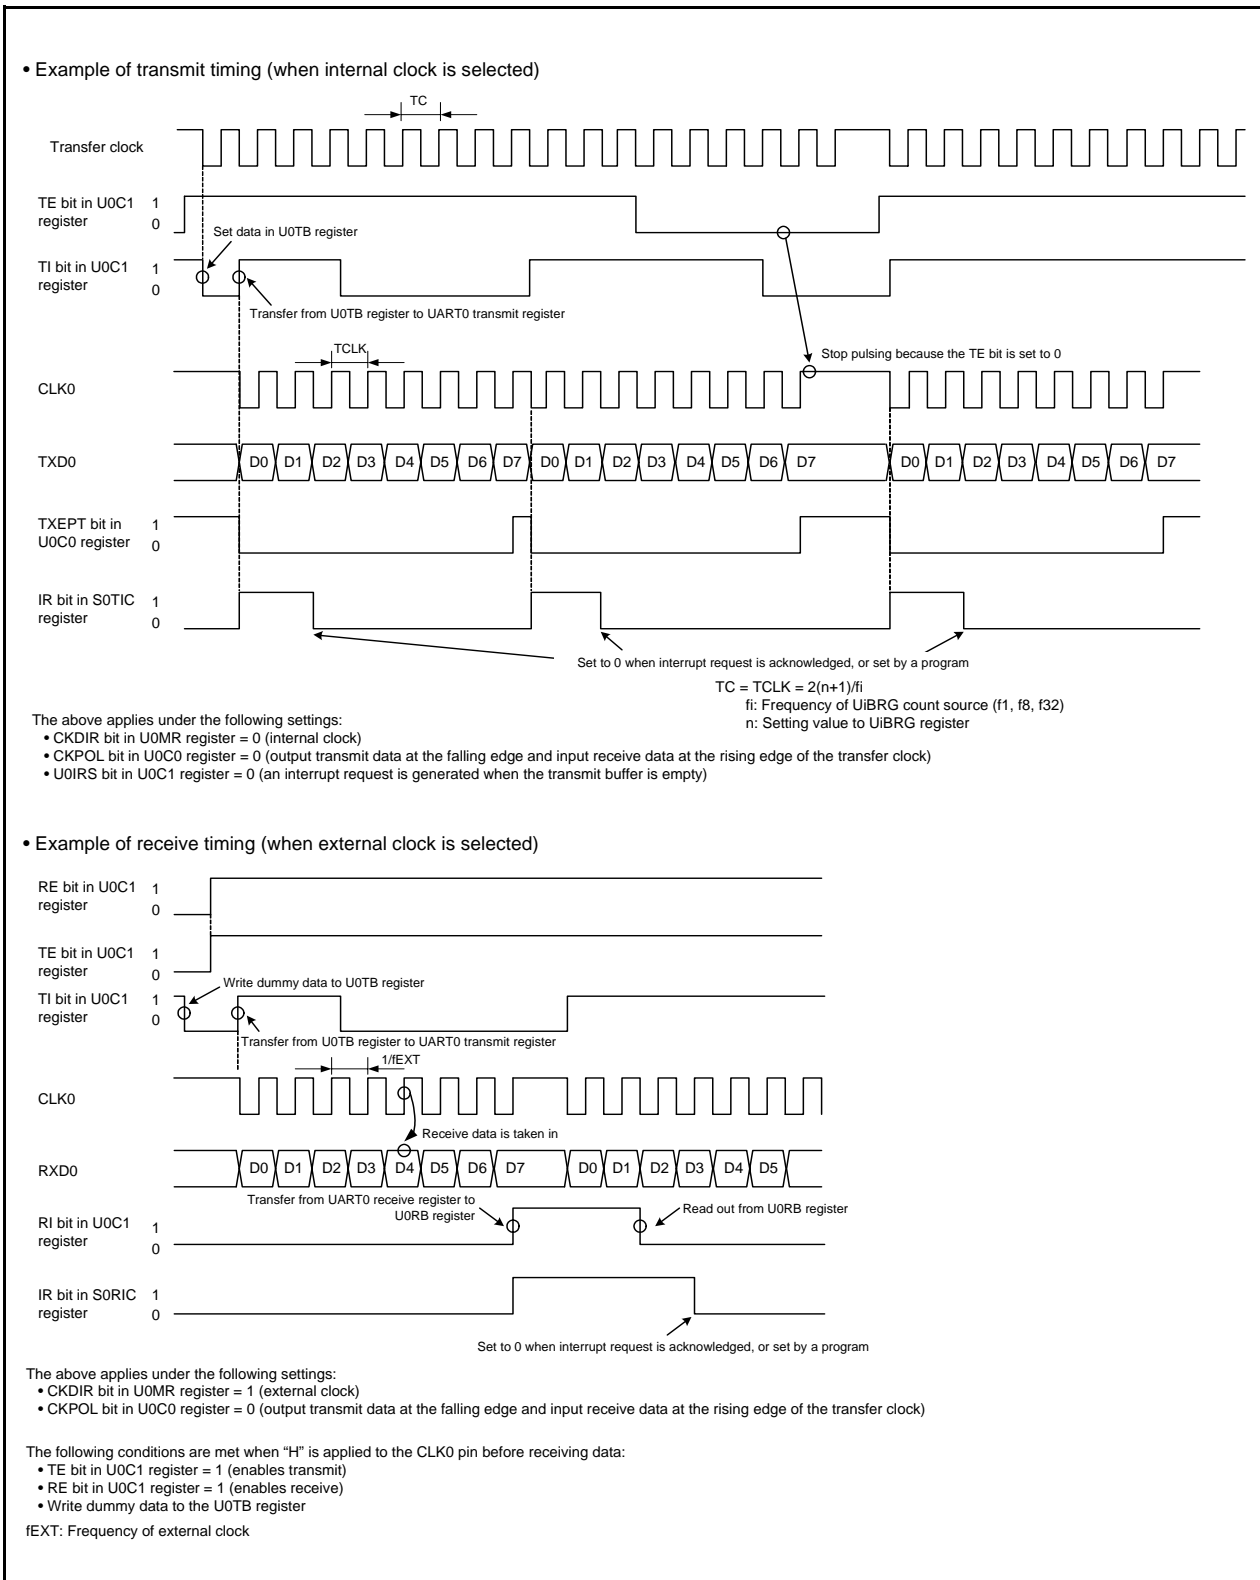 • Example of transmit timing (when internal clock is selected)
TC
Transfer clock
TE bit in U0C1
register
1
0
Set data in U0TB register
TI bit in U0C1
register
1
0
Transfer from U0TB register to UART0 transmit register
TCLK
Stop pulsing because the TE bit is set to 0
CLK0
TXD0
D0 D1 D2 D3 D4 D5 D6 D7 D0 D1 D2 D3 D4 D5 D6 D7 D0 D1 D2 D3 D4 D5 D6 D7
TXEPT bit in
U0C0 register
1
0
IR bit in S0TIC
register
1
0
Set to 0 when interrupt request is acknowledged, or set by a program
TC = TCLK = 2(n+1)/fi
fi: Frequency of UiBRG count source (f1, f8, f32)
n: Setting value to UiBRG register
The above applies under the following settings:
• CKDIR bit in U0MR register = 0 (internal clock)
• CKPOL bit in U0C0 register = 0 (output transmit data at the falling edge and input receive data at the rising edge of the transfer clock)
• U0IRS bit in U0C1 register = 0 (an interrupt request is generated when the transmit buffer is empty)
• Example of receive timing (when external clock is selected)
RE bit in U0C1
register
1
0
TE bit in U0C1
register
1
0
Write dummy data to U0TB register
TI bit in U0C1
register
1
0
Transfer from U0TB register to UART0 transmit register
1/fEXT
CLK0
Receive data is taken in
RXD0
D0 D1 D2 D3 D4 D5 D6 D7 D0 D1 D2 D3 D4 D5
Transfer from UART0 receive register to
U0RB register
Read out from U0RB register
RI bit in U0C1
register
1
0
IR bit in S0RIC
register
1
0
Set to 0 when interrupt request is acknowledged, or set by a program
The above applies under the following settings:
• CKDIR bit in U0MR register = 1 (external clock)
• CKPOL bit in U0C0 register = 0 (output transmit data at the falling edge and input receive data at the rising edge of the transfer clock)
The following conditions are met when “H” is applied to the CLK0 pin before receiving data:
• TE bit in U0C1 register = 1 (enables transmit)
• RE bit in U0C1 register = 1 (enables receive)
• Write dummy data to the U0TB register
fEXT: Frequency of external clock